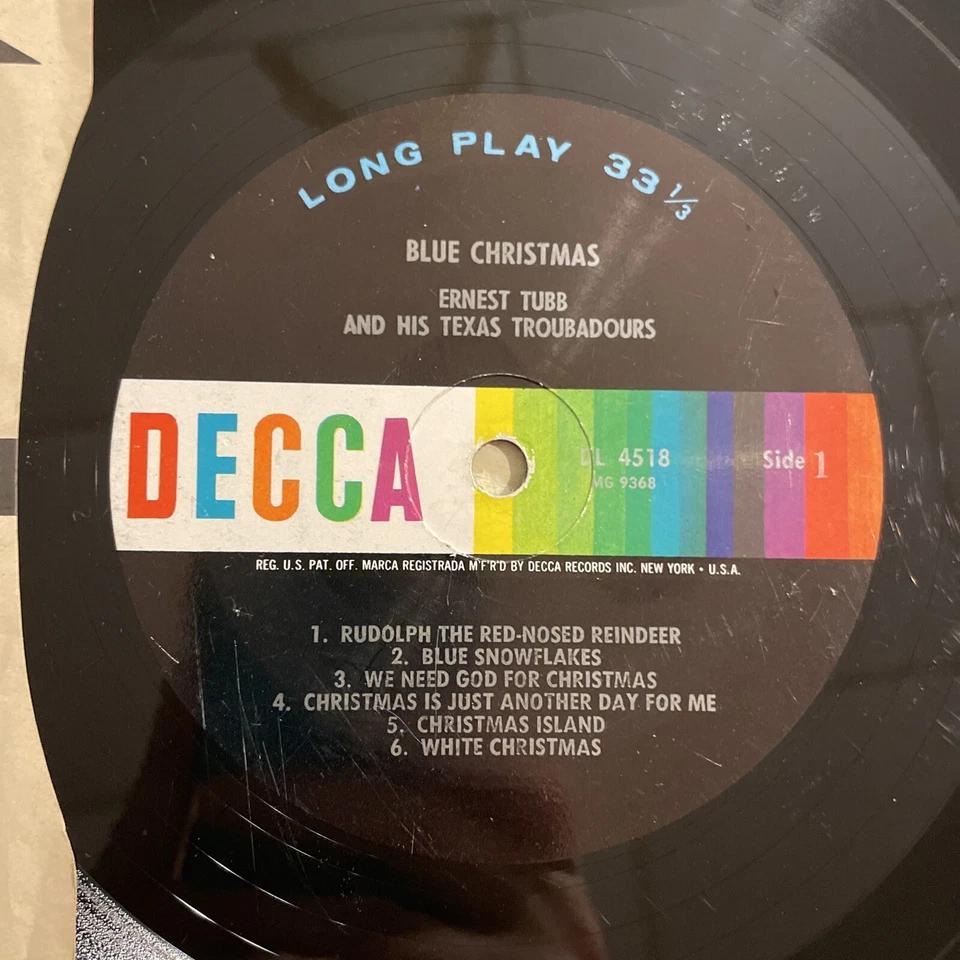 LONG PLAY 33 1/3
BLUE CHRISTMAS
ERNEST TUBB
AND HIS TEXAS TROUBADOURS
DECCA
DL 4518
MG 9368
Side 1
REG. U.S. PAT. OFF. MARCA REGISTRADA M'F'R'D BY DECCA RECORDS INC. NEW YORK • U.S.A.
1. RUDOLPH THE RED-NOSED REINDEER
2. BLUE SNOWFLAKES
3. WE NEED GOD FOR CHRISTMAS
4. CHRISTMAS IS JUST ANOTHER DAY FOR ME
5. CHRISTMAS ISLAND
6. WHITE CHRISTMAS